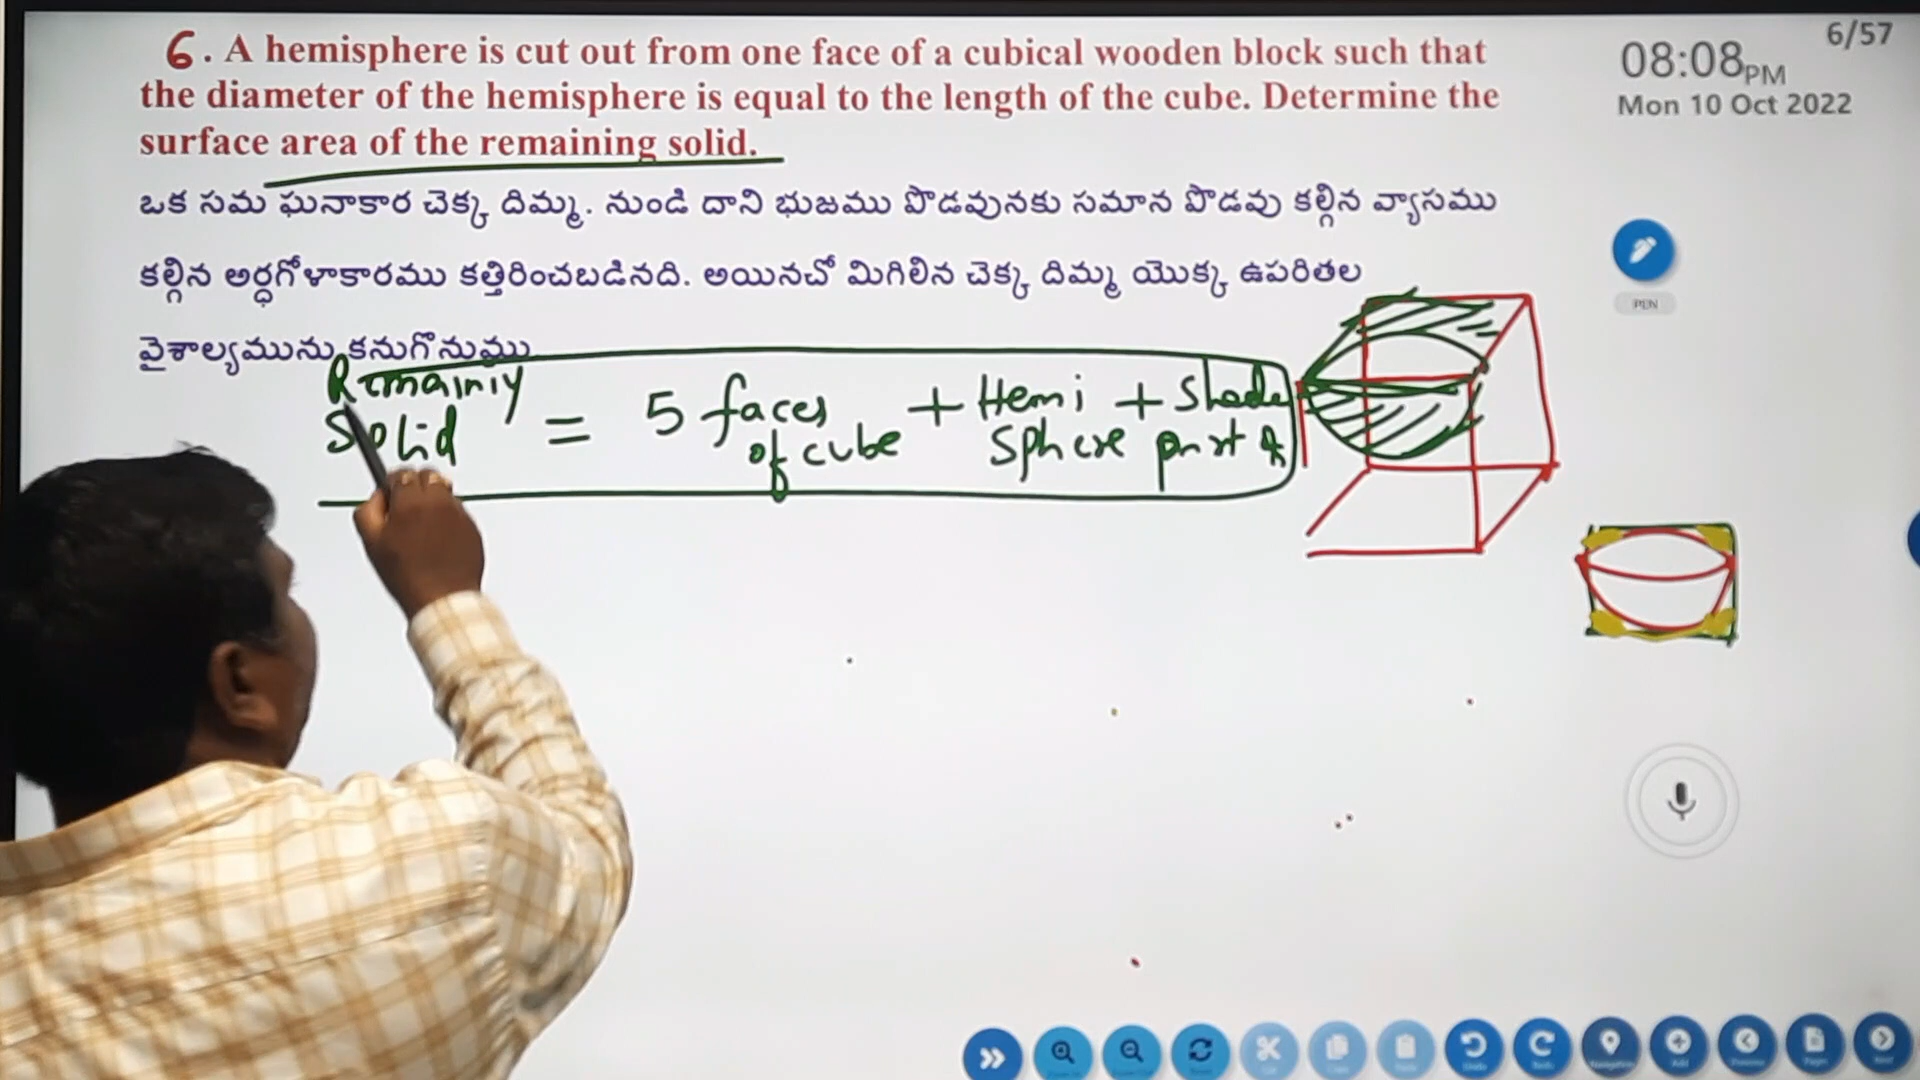 6. A hemisphere is cut out from one face of a cubical wooden block such that
the diameter of the hemisphere is equal to the length of the cube. Determine the
surface area of the remaining solid.
ఒక సమ ఘనాకార చెక్క దిమ్మ. నుండి దాని భుజము పొడవునకు సమాన పొడవు కల్గిన వ్యాసము
కల్గిన అర్ధగోళాకారము కత్తిరించబడినది. అయినచో మిగిలిన చెక్క దిమ్మ యొక్క ఉపరితల
వైశాల్యమును కనుగొనుము
Solid = 5 faces of cube + Hemi Sphere + Shade part
6/57
08:08PM
Mon 10 Oct 2022
PEN